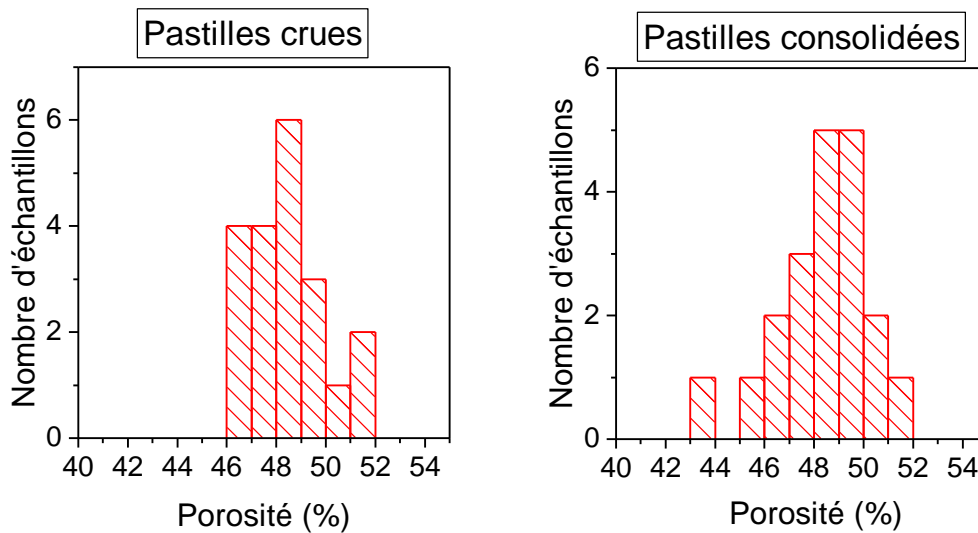 Pastilles crues
Nombre d'échantillons
6
4
2
0
40 42 44 46 48 50 52 54
Porosité (%)
Pastilles consolidées
Nombre d'échantillons
6
4
2
0
40 42 44 46 48 50 52 54
Porosité (%)